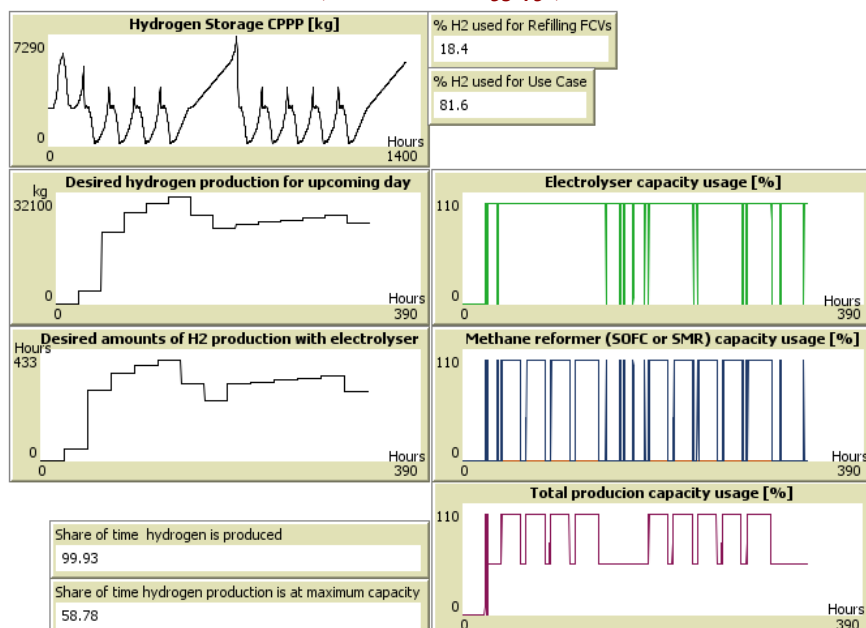 Hydrogen Storage CPPP [kg]
7290
0
0
Hours
1400
% H2 used for Refilling FCVs
18.4
% H2 used for Use Case
81.6
Desired hydrogen production for upcoming day
kg
32100
0
0
Hours
390
Electrolyser capacity usage [%]
110
0
0
Hours
390
Desired amounts of H2 production with electrolyser
Hours
433
0
0
Hours
390
Methane reformer (SOFC or SMR) capacity usage [%]
110
0
0
Hours
390
Total producion capacity usage [%]
110
0
0
Hours
390
Share of time hydrogen is produced
99.93
Share of time hydrogen production is at maximum capacity
58.78